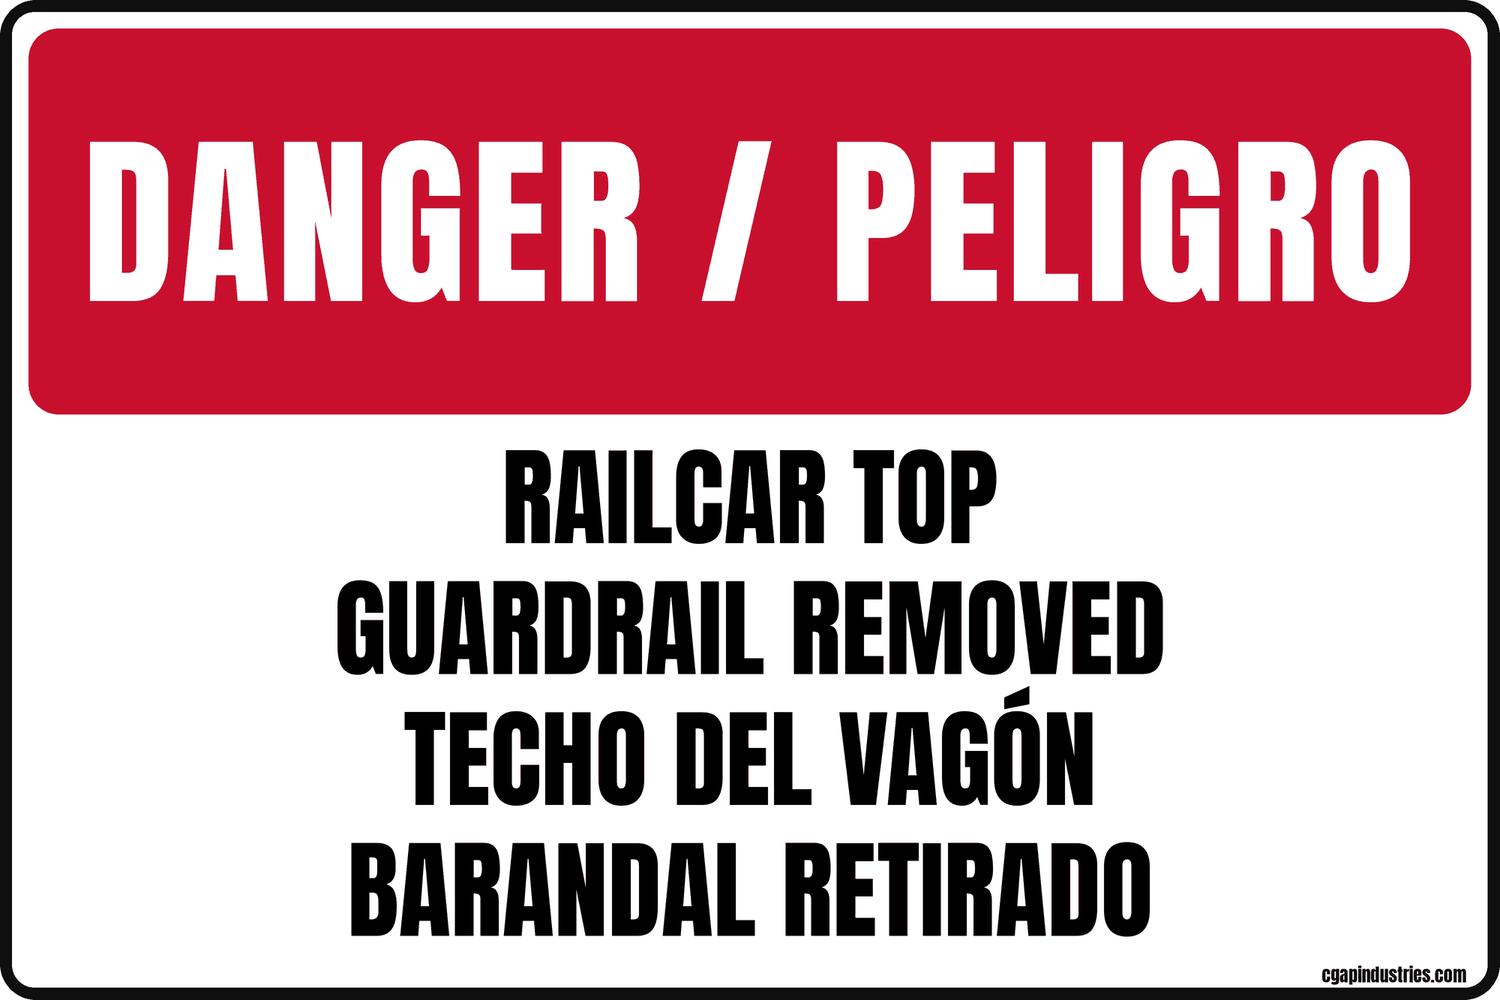 DANGER / PELIGRO
RAILCAR TOP
GUARDRAIL REMOVED
TECHO DEL VAGÓN
BARANDAL RETIRADO
cgapindustries.com